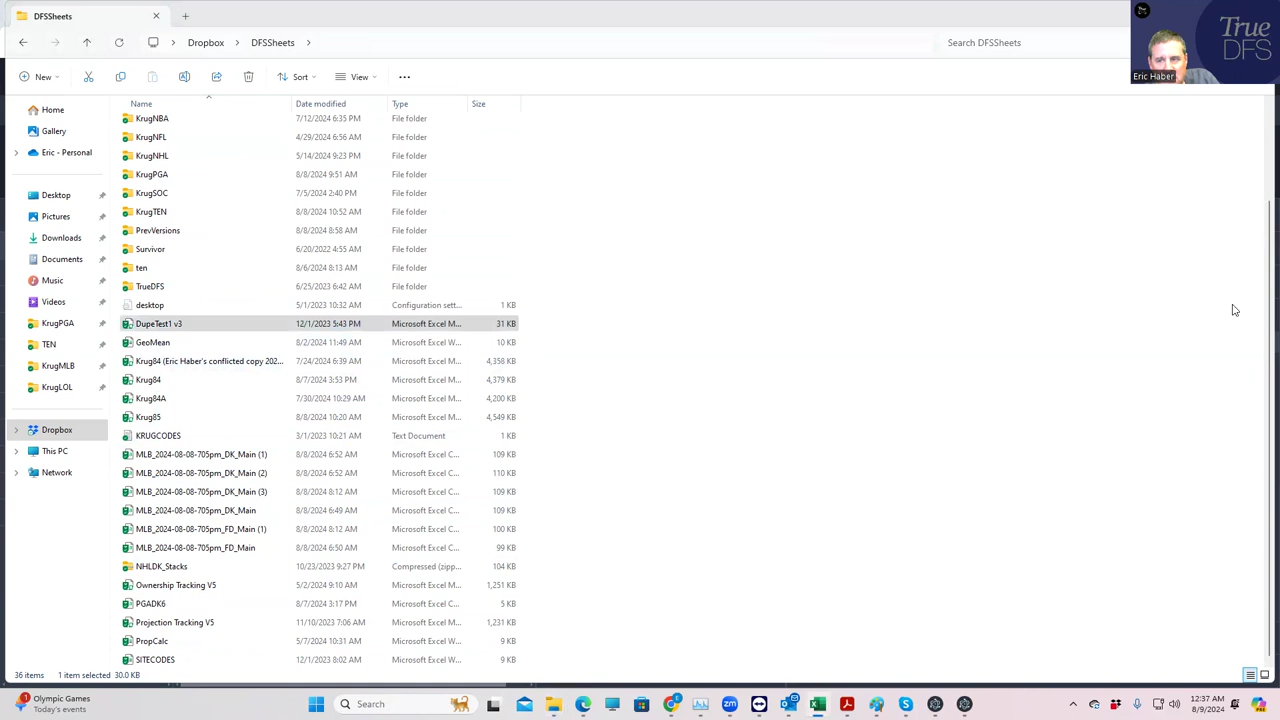 DFSSheets
Dropbox DFSSheets Search DFSSheets
New Sort View
True
DFS
Eric Haber
Name Date modified Type Size
Home
Gallery
Eric - Personal
Desktop
Pictures
Downloads
Documents
Music
Videos
KrugPGA
TEN
KrugMLB
KrugLOL
Dropbox
This PC
Network
KrugNBA 7/12/2024 6:35 PM File folder
KrugNFL 4/29/2024 6:56 AM File folder
KrugNHL 5/14/2024 9:23 PM File folder
KrugPGA 8/8/2024 9:51 AM File folder
KrugSOC 7/5/2024 2:40 PM File folder
KrugTEN 8/8/2024 10:52 AM File folder
PrevVersions 8/8/2024 8:58 AM File folder
Survivor 6/20/2022 4:55 AM File folder
ten 8/6/2024 8:13 AM File folder
TrueDFS 6/25/2023 6:42 AM File folder
desktop 5/1/2023 10:32 AM Configuration sett... 1 KB
DupeTest1 v3 12/1/2023 5:43 PM Microsoft Excel M... 31 KB
GeoMean 8/2/2024 11:49 AM Microsoft Excel W... 10 KB
Krug84 (Eric Haber's conflicted copy 202... 7/24/2024 6:39 AM Microsoft Excel M... 4,358 KB
Krug84 8/7/2024 3:53 PM Microsoft Excel M... 4,379 KB
Krug84A 7/30/2024 10:29 AM Microsoft Excel M... 4,200 KB
Krug85 8/8/2024 10:20 AM Microsoft Excel M... 4,549 KB
KRUGCODES 3/1/2023 10:21 AM Text Document 1 KB
MLB_2024-08-08-705pm_DK_Main (1) 8/8/2024 6:52 AM Microsoft Excel C... 109 KB
MLB_2024-08-08-705pm_DK_Main (2) 8/8/2024 6:52 AM Microsoft Excel C... 110 KB
MLB_2024-08-08-705pm_DK_Main (3) 8/8/2024 8:12 AM Microsoft Excel C... 109 KB
MLB_2024-08-08-705pm_DK_Main 8/8/2024 6:49 AM Microsoft Excel C... 109 KB
MLB_2024-08-08-705pm_FD_Main (1) 8/8/2024 8:12 AM Microsoft Excel C... 100 KB
MLB_2024-08-08-705pm_FD_Main 8/8/2024 6:50 AM Microsoft Excel C... 99 KB
NHLDK_Stacks 10/23/2023 9:27 PM Compressed (zipp... 104 KB
Ownership Tracking V5 5/2/2024 9:10 AM Microsoft Excel M... 1,251 KB
PGADK6 8/7/2024 3:17 PM Microsoft Excel C... 5 KB
Projection Tracking V5 11/10/2023 7:06 AM Microsoft Excel M... 1,231 KB
PropCalc 5/7/2024 10:31 AM Microsoft Excel W... 9 KB
SITECODES 12/1/2023 8:02 AM Microsoft Excel W... 9 KB
36 items 1 item selected 30.0 KB
1 Olympic Games
Today's events
Search
zm
12:37 AM
8/9/2024